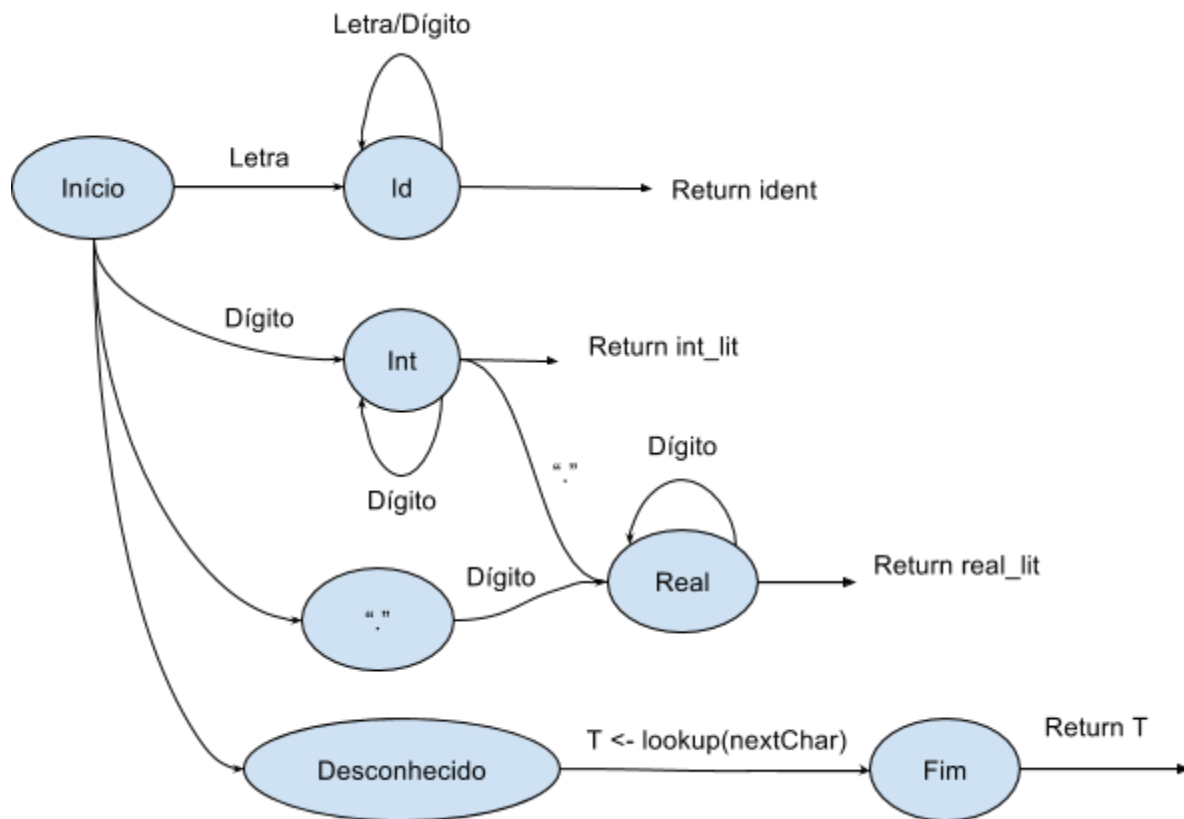 Letra/Dígito
Início
Letra
Id
Return ident
Dígito
Int
Return int_lit
Dígito
“.”
Dígito
“.”
Dígito
Real
Return real_lit
Desconhecido
T <- lookup(nextChar)
Fim
Return T